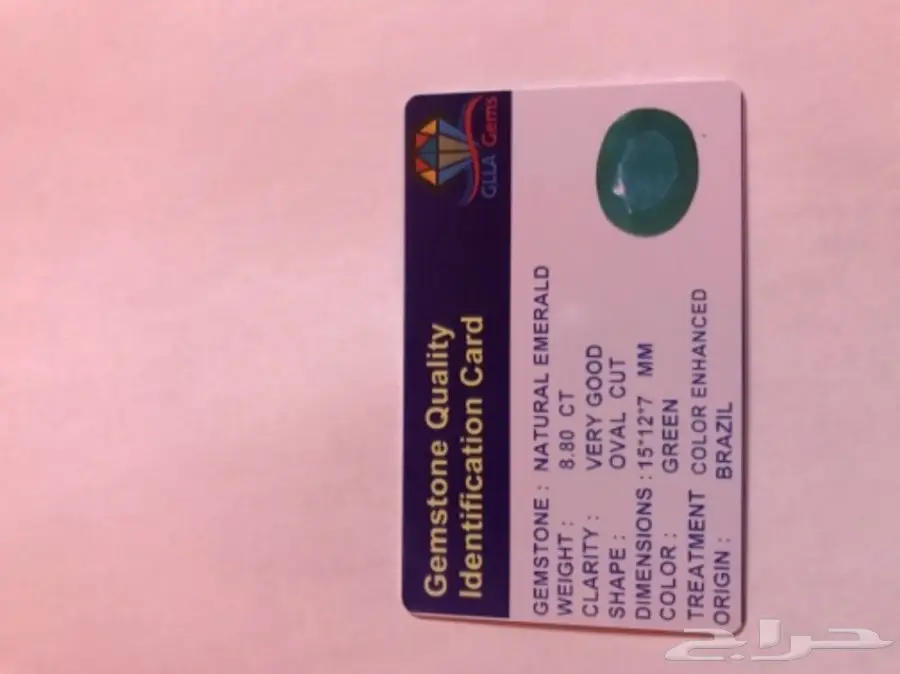 GLLA Gems
Gemstone Quality
Identification Card
GEMSTONE : NATURAL EMERALD
WEIGHT : 8.80 CT
CLARITY : VERY GOOD
SHAPE : OVAL CUT
DIMENSIONS : 15*12*7 MM
COLOR : GREEN
TREATMENT COLOR ENHANCED
ORIGIN : BRAZIL
حراج